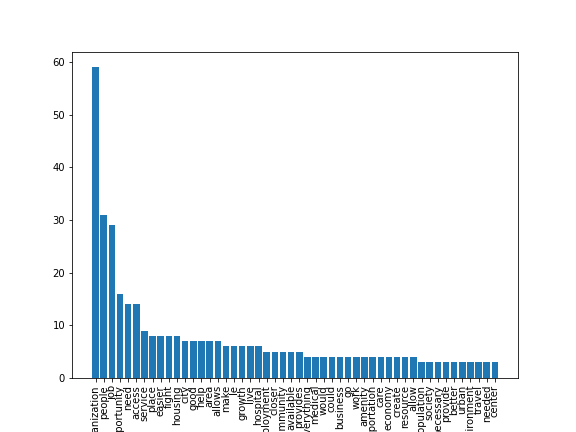 60
50
40
30
20
10
0
anization
people
job
portunity
need
access
service
place
easier
right
housing
city
good
help
area
allows
make
le
growth
live
hospital
ployment
closer
mmunity
available
provides
erything
medical
would
could
business
go
work
amenity
portation
care
economy
create
resource
allow
opulation
society
ecessary
provide
better
urban
ironment
travel
needed
center